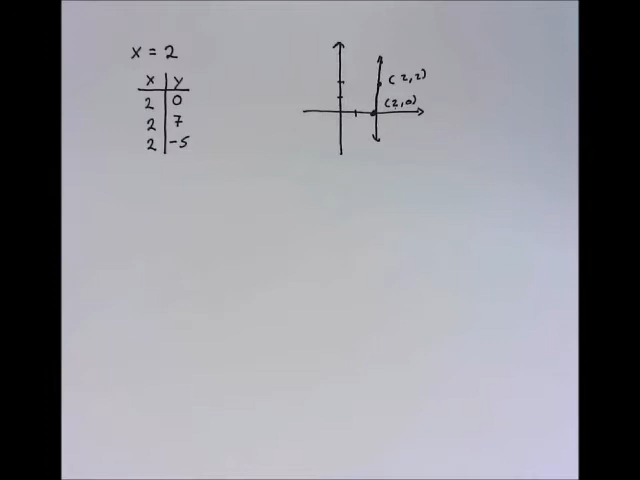 x = 2
x y
2 0
2 7
2 -5
(2,2)
(2,0)